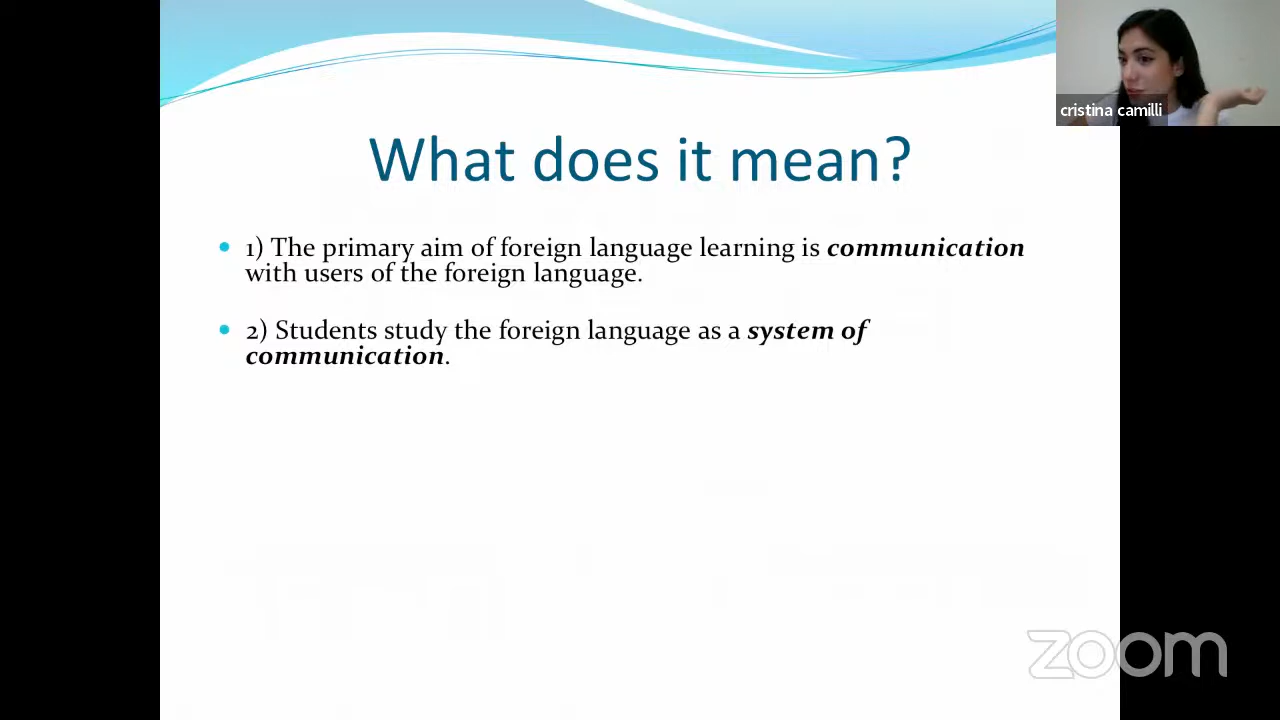 cristina camilli
What does it mean?
1) The primary aim of foreign language learning is communication
with users of the foreign language.
2) Students study the foreign language as a system of
communication.
zoom